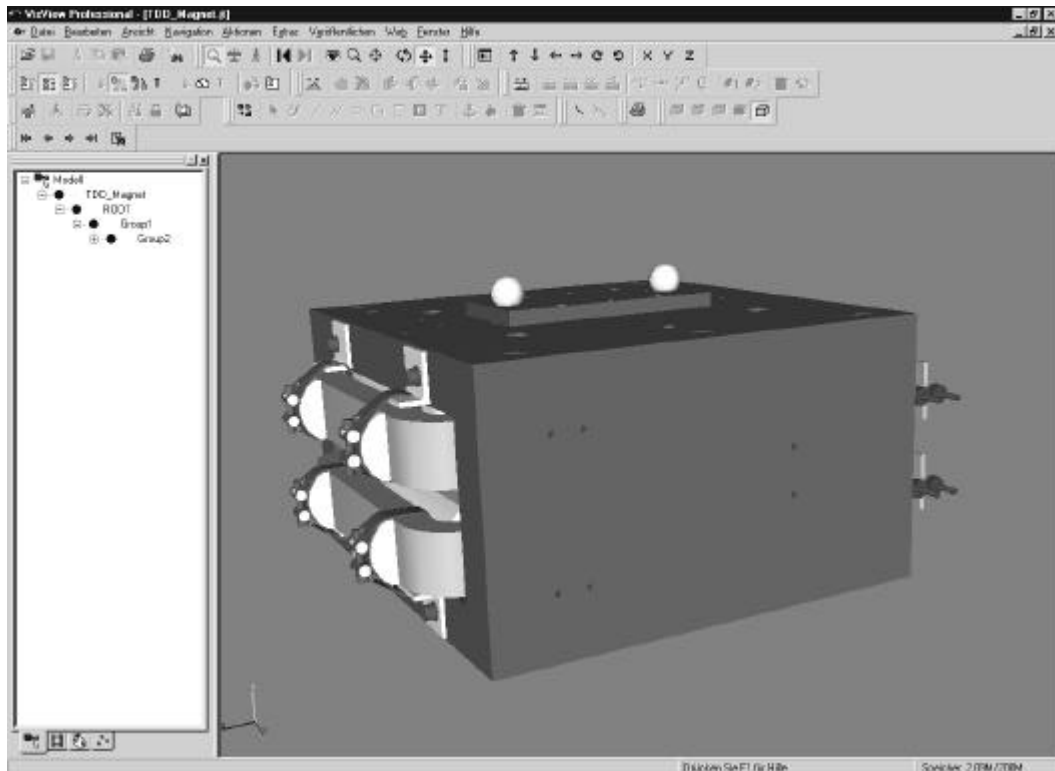 VisView Professional - [TDD_Magnet.jt]
Datei Bearbeiten Ansicht Navigation Aktionen Extras Veröffentlichen Web Fenster Hilfe
X Y Z
Modell
TDD_Magnet
ROOT
Group1
Group2
Drücken Sie F1 für Hilfe
Speicher: